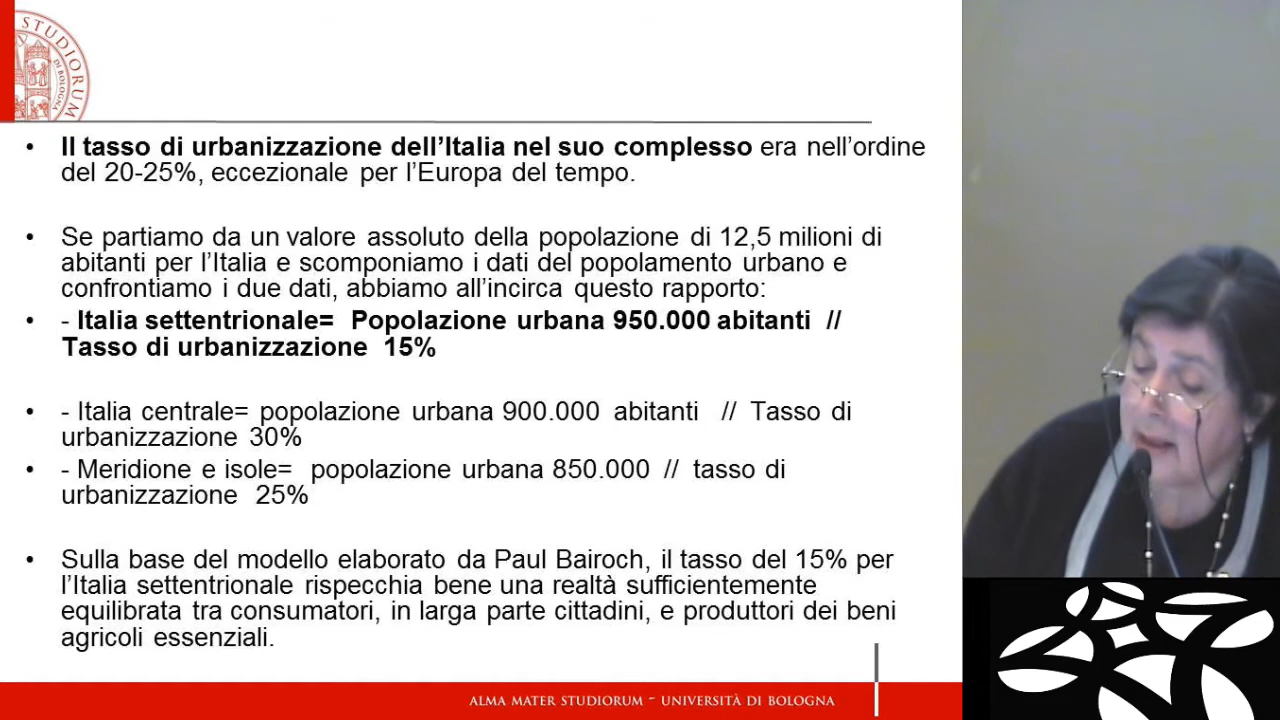 STUDIORUM
DI BOLOGNA
• Il tasso di urbanizzazione dell’Italia nel suo complesso era nell’ordine
del 20-25%, eccezionale per l’Europa del tempo.
• Se partiamo da un valore assoluto della popolazione di 12,5 milioni di
abitanti per l’Italia e scomponiamo i dati del popolamento urbano e
confrontiamo i due dati, abbiamo all’incirca questo rapporto:
• - Italia settentrionale= Popolazione urbana 950.000 abitanti //
Tasso di urbanizzazione 15%
• - Italia centrale= popolazione urbana 900.000 abitanti // Tasso di
urbanizzazione 30%
• - Meridione e isole= popolazione urbana 850.000 // tasso di
urbanizzazione 25%
• Sulla base del modello elaborato da Paul Bairoch, il tasso del 15% per
l’Italia settentrionale rispecchia bene una realtà sufficientemente
equilibrata tra consumatori, in larga parte cittadini, e produttori dei beni
agricoli essenziali.
ALMA MATER STUDIORUM ~ UNIVERSITÀ DI BOLOGNA